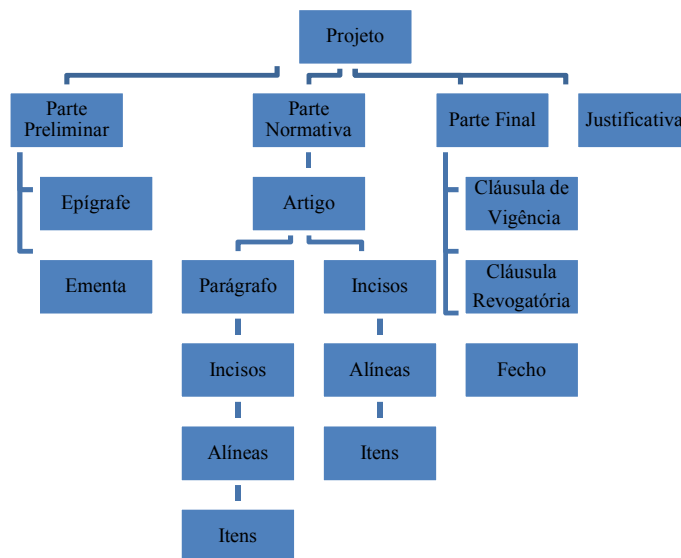 Projeto
Parte
Preliminar
Parte
Normativa
Parte Final
Justificativa
Epígrafe
Artigo
Cláusula de
Vigência
Ementa
Parágrafo
Incisos
Cláusula
Revogatória
Incisos
Alíneas
Fecho
Alíneas
Itens
Itens